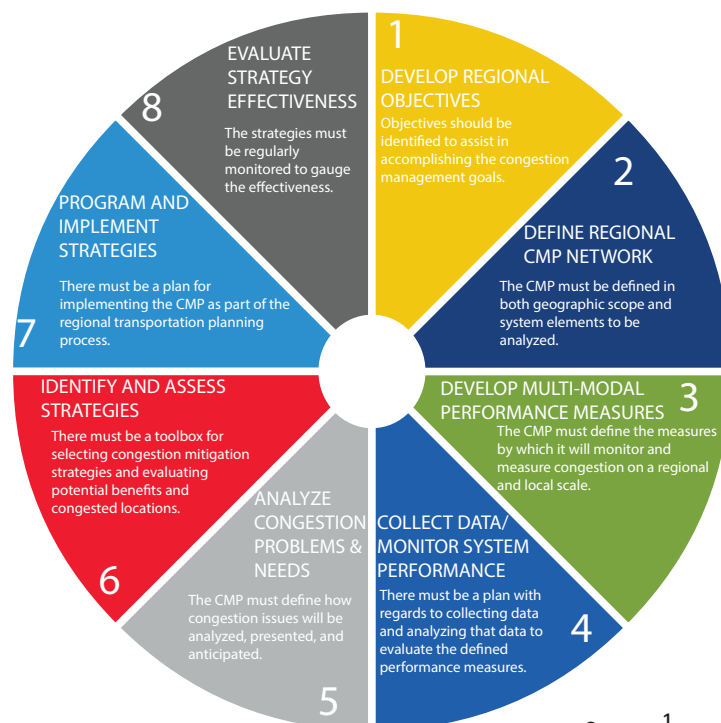 1
DEVELOP REGIONAL
OBJECTIVES
Objectives should be
identified to assist in
accomplishing the congestion
management goals.
2
DEFINE REGIONAL
CMP NETWORK
The CMP must be defined in
both geographic scope and
system elements to be
analyzed.
3
DEVELOP MULTI-MODAL
PERFORMANCE MEASURES
The CMP must define the measures
by which it will monitor and
measure congestion on a regional
and local scale.
4
COLLECT DATA/
MONITOR SYSTEM
PERFORMANCE
There must be a plan with
regards to collecting data
and analyzing that data to
evaluate the defined
performance measures.
5
ANALYZE
CONGESTION
PROBLEMS &
NEEDS
The CMP must define how
congestion issues will be
analyzed, presented, and
anticipated.
6
IDENTIFY AND ASSESS
STRATEGIES
There must be a toolbox for
selecting congestion mitigation
strategies and evaluating
potential benefits and
congested locations.
7
PROGRAM AND
IMPLEMENT
STRATEGIES
There must be a plan for
implementing the CMP as part of the
regional transportation planning
process.
8
EVALUATE
STRATEGY
EFFECTIVENESS
The strategies must
be regularly
monitored to gauge
the effectiveness.
1